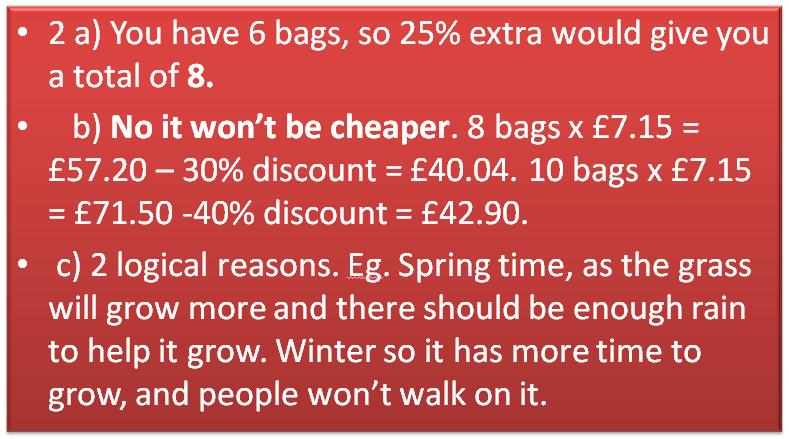 • 2 a) You have 6 bags, so 25% extra would give you
a total of 8.
• b) No it won't be cheaper. 8 bags x £7.15 =
£57.20 – 30% discount = £40.04. 10 bags x £7.15
= £71.50 -40% discount = £42.90.
• c) 2 logical reasons. Eg. Spring time, as the grass
will grow more and there should be enough rain
to help it grow. Winter so it has more time to
grow, and people won't walk on it.